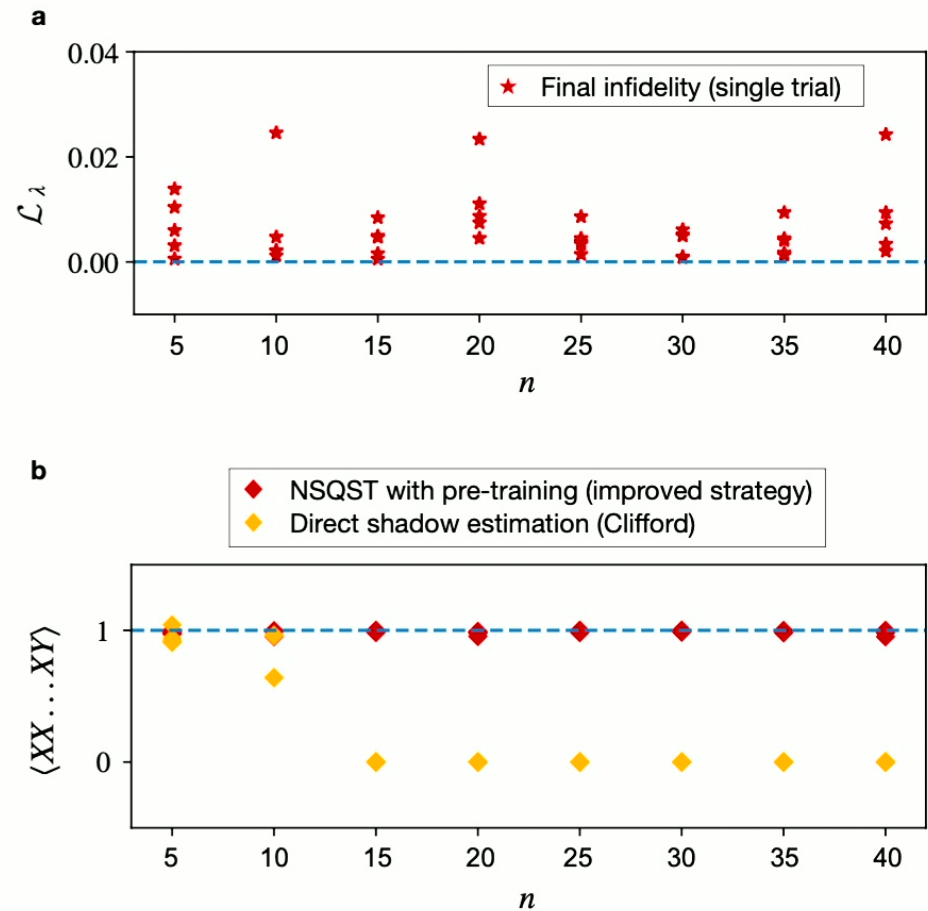 a
0.04
0.02
0.00
ℒ λ
Final infidelity (single trial)
5 10 15 20 25 30 35 40
n
b
NSQST with pre-training (improved strategy)
Direct shadow estimation (Clifford)
1
0
⟨XX . . . . XY⟩
5 10 15 20 25 30 35 40
n